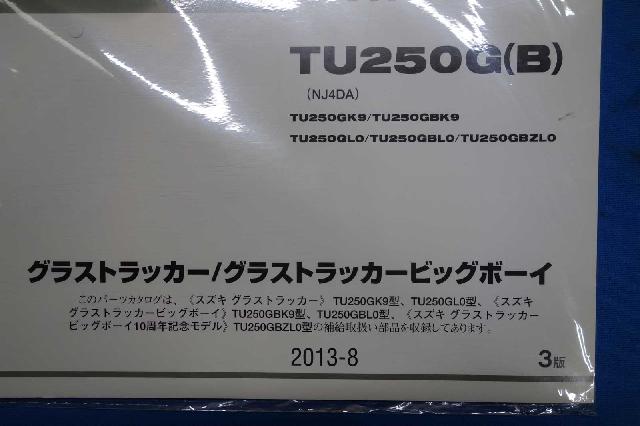 TU250G(B)
(NJ4DA)
TU250GK9/TU250GBK9
TU250GL0/TU250GBL0/TU250GBZL0
グラストラッカー/グラストラッカービッグボーイ
このパーツカタログは、《スズキ グラストラッカー》 TU250GK9型、TU250GL0型、《スズキ
グラストラッカービッグボーイ》TU250GBK9型、TU250GBL0型、《スズキ グラストラッカー
ビッグボーイ10周年記念モデル》TU250GBZL0型の補給取扱い部品を収録してあります。
2013-8
3版